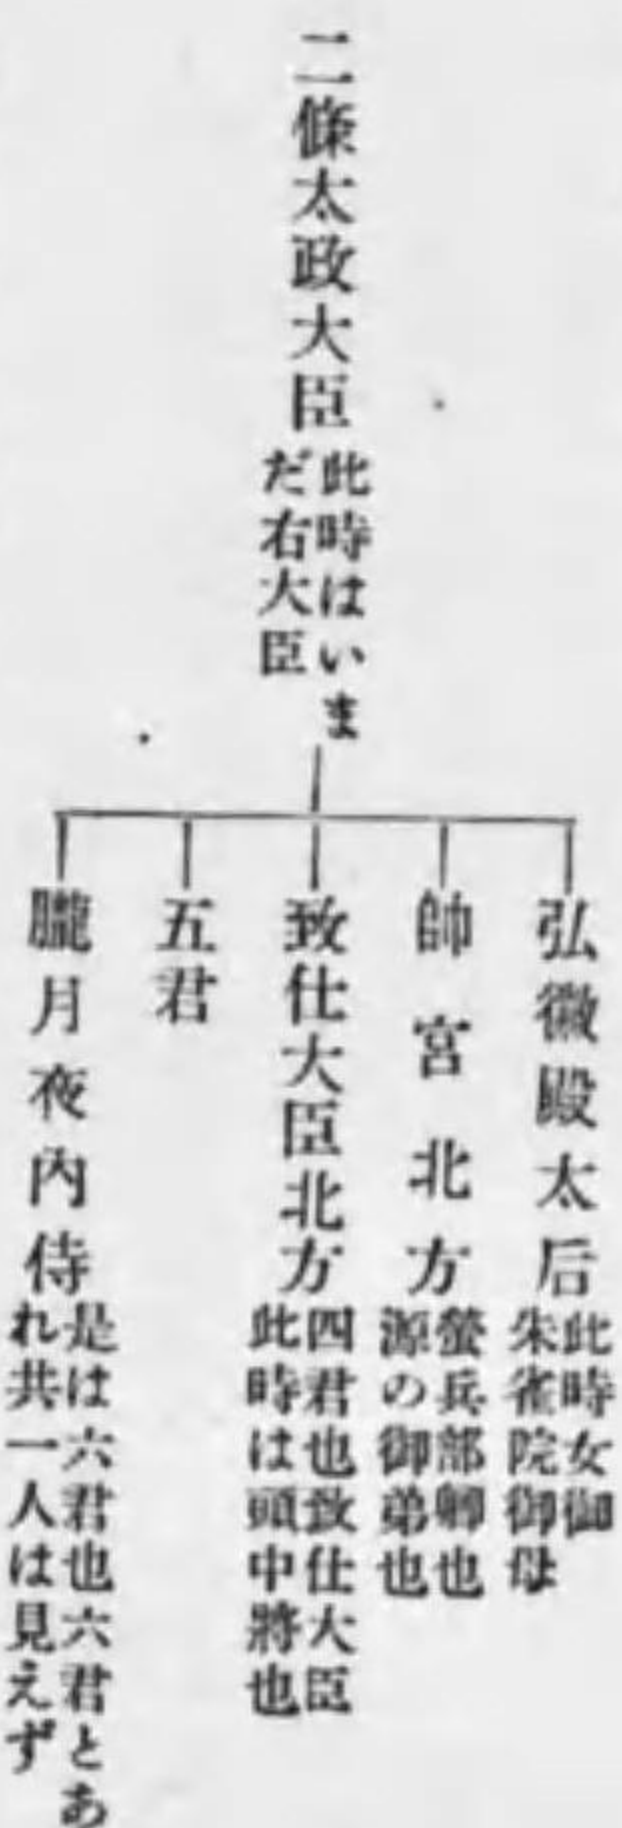 二條太政大臣
此時はいま
だ右大臣
弘徽殿太后
此時女御
朱雀院御母
帥宮北方
螢兵部卿也
源の御弟也
致仕大臣北方
四君也致仕大臣
此時は頭中將也
五君
朧月夜內侍
是は六君也六君とあ
れ共一人は見えず